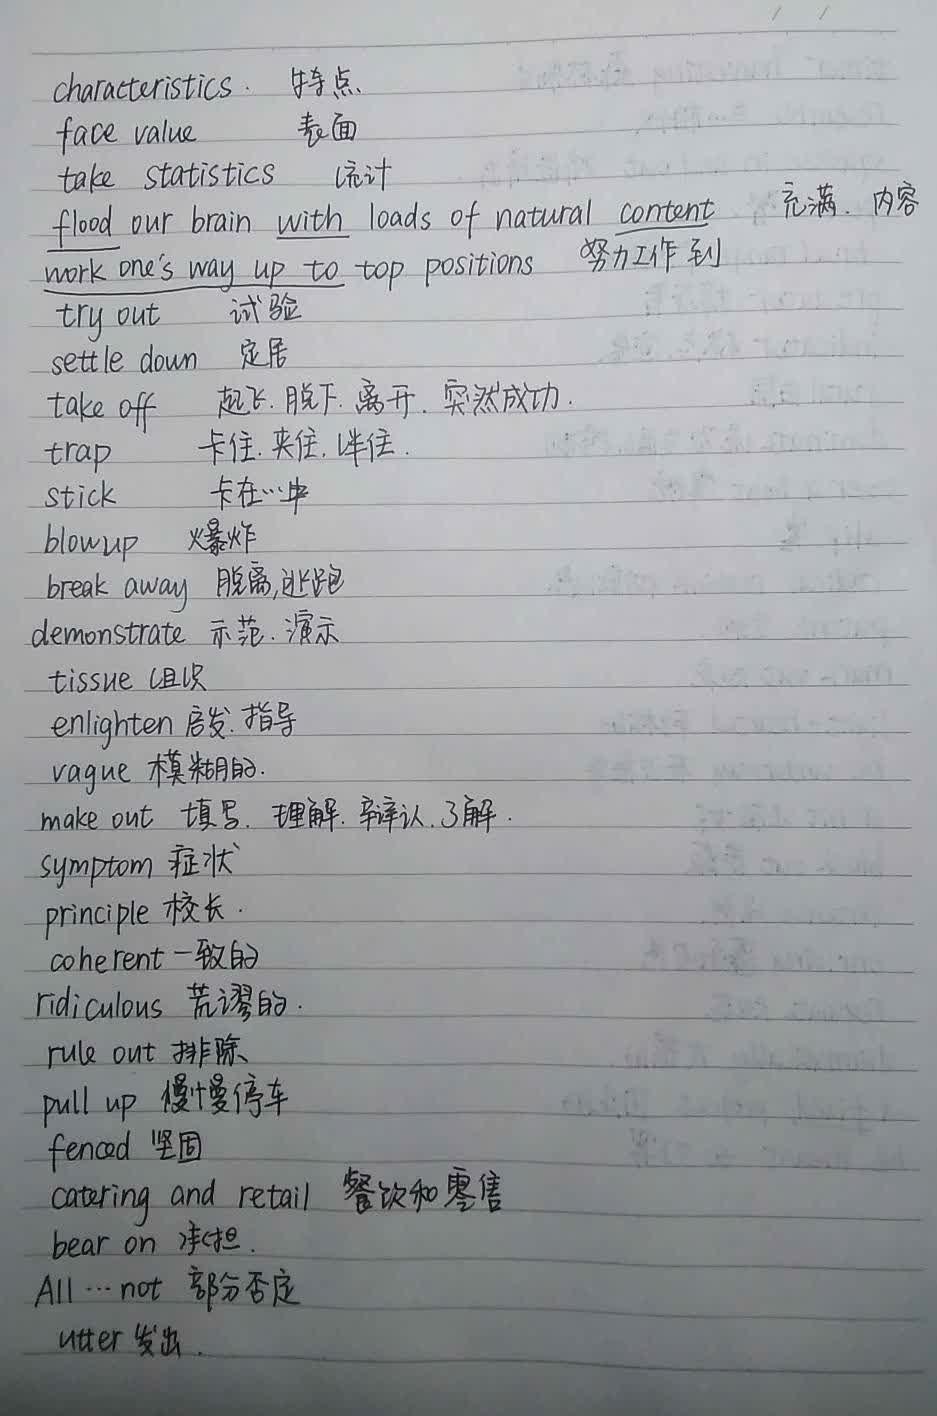 characteristics. 特点
face value 表面
take statistics 统计
flood our brain with loads of natural content 充满. 内容
work one's way up to top positions 努力工作到
try out 试验
settle down 定居
take off 起飞. 脱下. 离开. 突然成功.
trap 卡住. 夹住. 绊住.
stick 卡在…中
blow up 爆炸
break away 脱离,逃跑
demonstrate 示范. 演示
tissue 组织
enlighten 启发. 指导
vague 模糊的.
make out 填写. 理解. 辩认. 了解.
symptom 症状
principle 校长.
coherent 一致的
ridiculous 荒谬的.
rule out 排除
pull up 慢慢停车
fenced 坚固
catering and retail 餐饮和零售
bear on 承担.
All…not 部分否定
utter 发出.